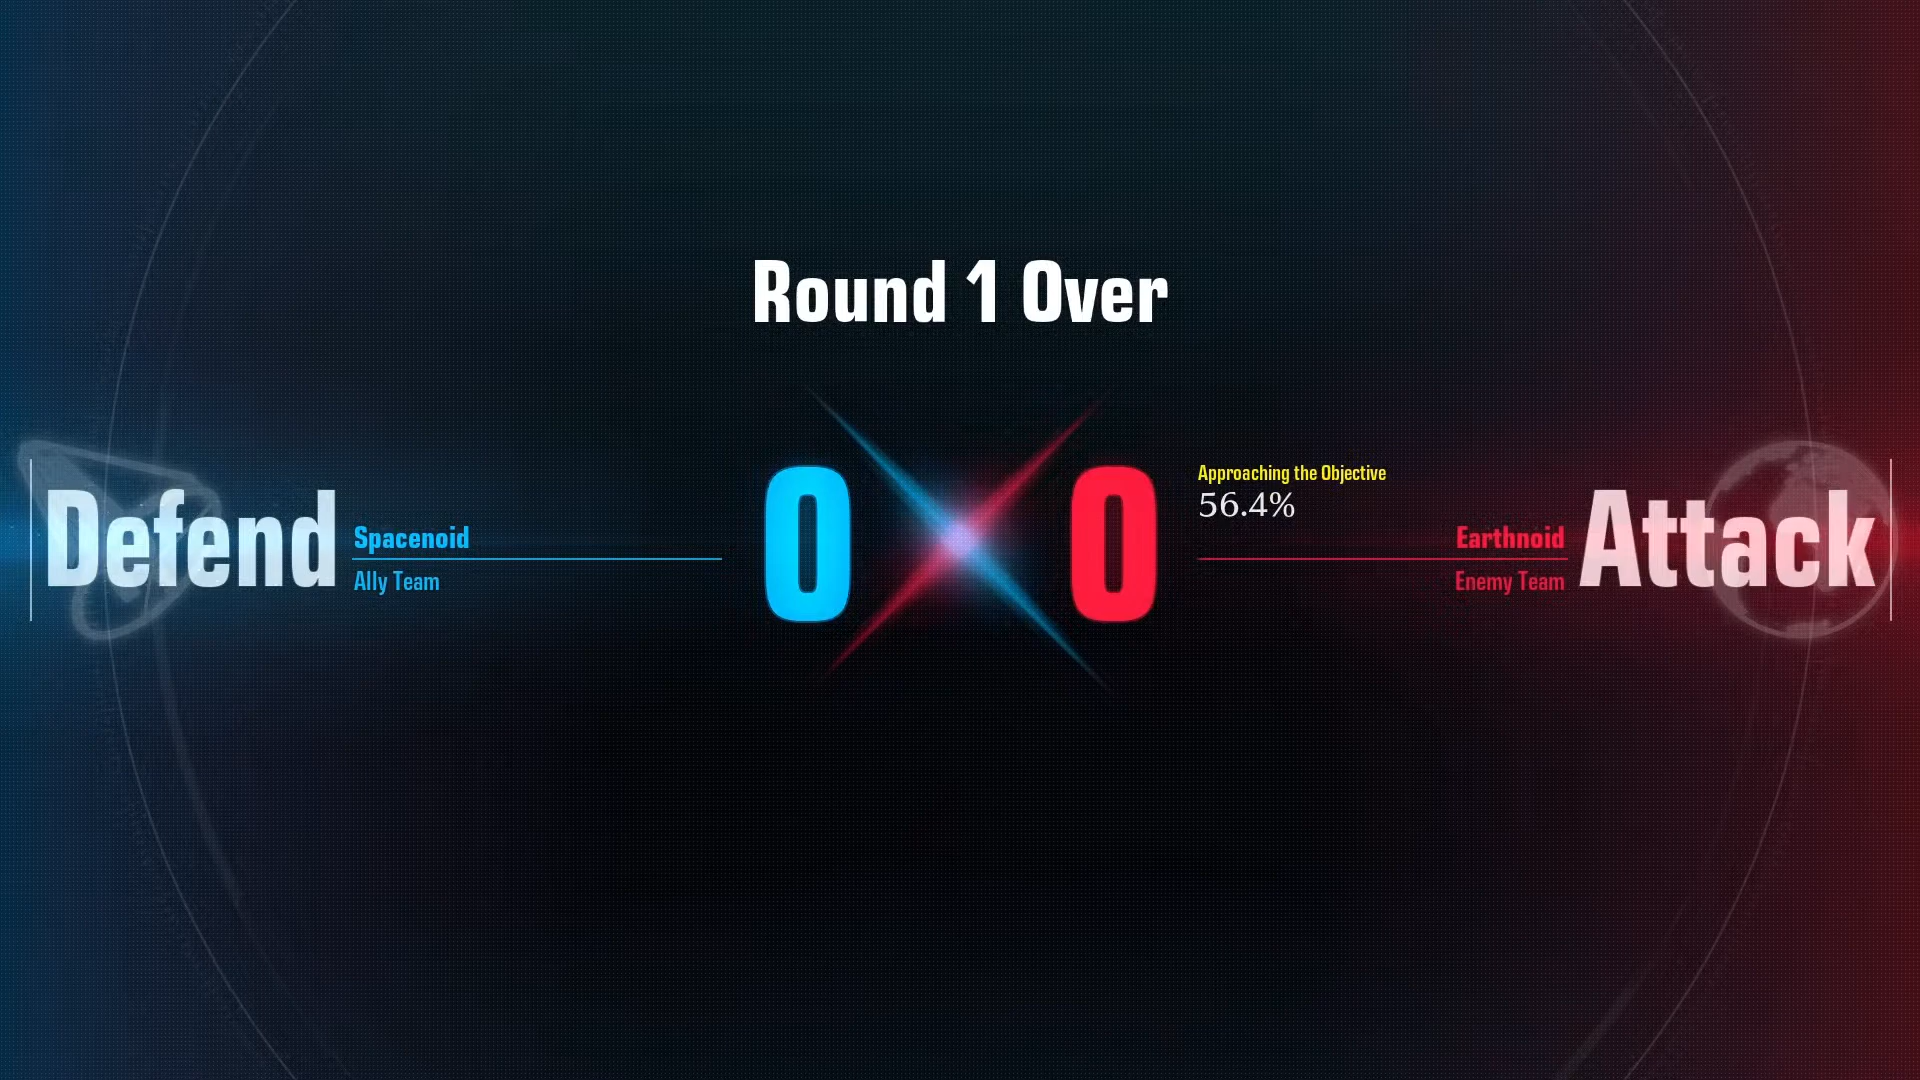 Round 1 Over
Defend
Spacenoid
Ally Team
0
0
Approaching the Objective
56.4%
Earthnoid
Enemy Team
Attack